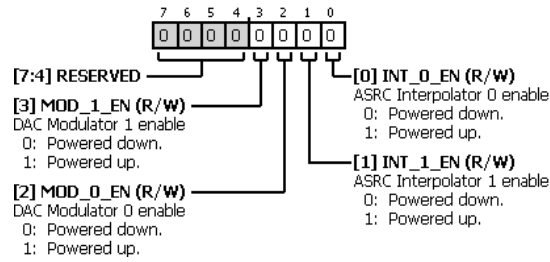 7 6 5 4 3 2 1 0
0 0 0 0 0 0 0 0
[7:4] RESERVED
[3] MOD_1_EN (R/W)
DAC Modulator 1 enable
0: Powered down.
1: Powered up.
[2] MOD_0_EN (R/W)
DAC Modulator 0 enable
0: Powered down.
1: Powered up.
[0] INT_0_EN (R/W)
ASRC Interpolator 0 enable
0: Powered down.
1: Powered up.
[1] INT_1_EN (R/W)
ASRC Interpolator 1 enable
0: Powered down.
1: Powered up.